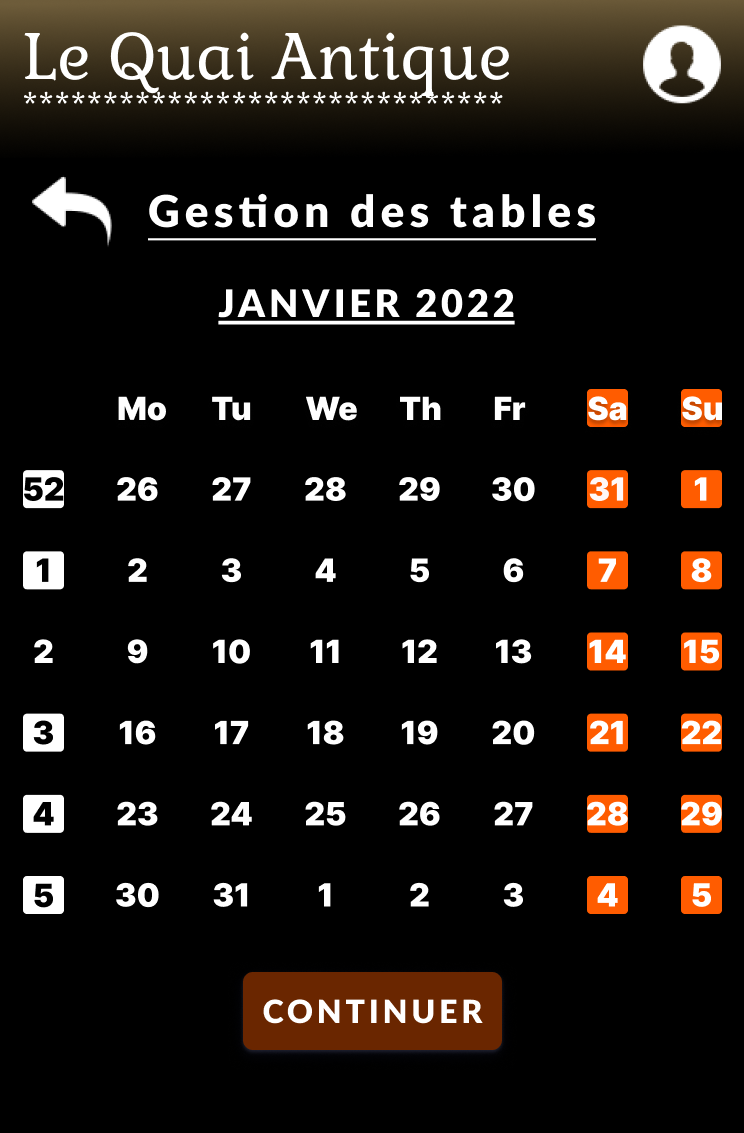 Le Quai Antique
******************************
Gestion des tables
JANVIER 2022
Mo Tu We Th Fr Sa Su
52 26 27 28 29 30 31 1
1 2 3 4 5 6 7 8
2 9 10 11 12 13 14 15
3 16 17 18 19 20 21 22
4 23 24 25 26 27 28 29
5 30 31 1 2 3 4 5
CONTINUER